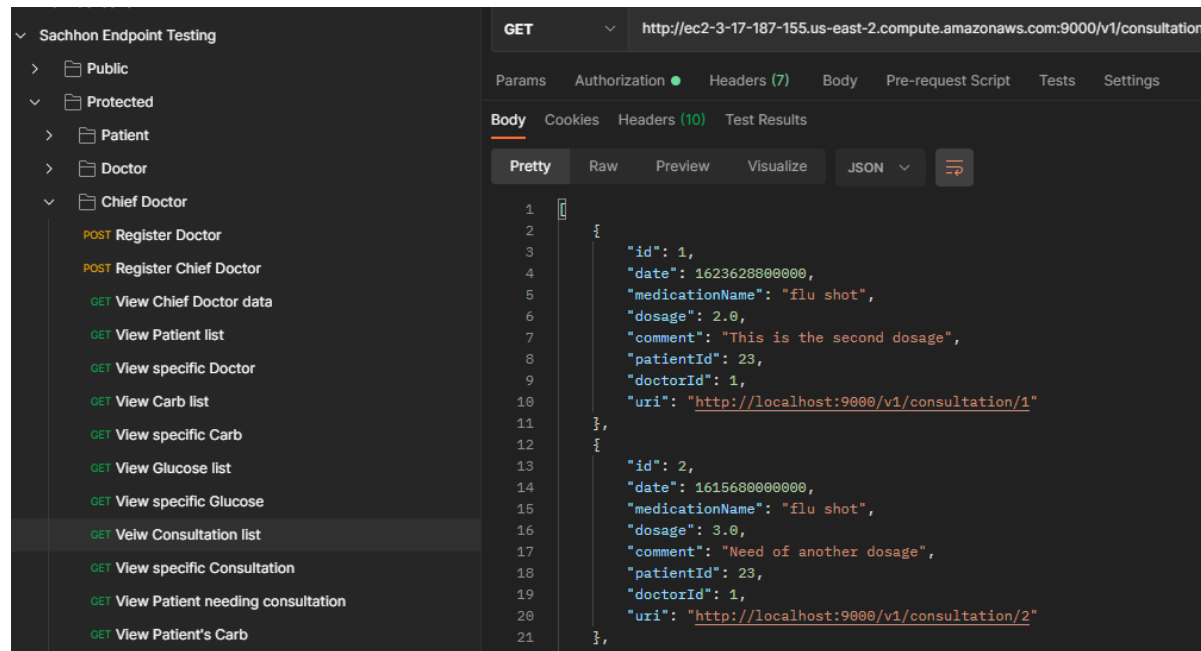 Sachhon Endpoint Testing
Public
Protected
Patient
Doctor
Chief Doctor
POST Register Doctor
POST Register Chief Doctor
GET View Chief Doctor data
GET View Patient list
GET View specific Doctor
GET View Carb list
GET View specific Carb
GET View Glucose list
GET View specific Glucose
GET Veiw Consultation list
GET View specific Consultation
GET View Patient needing consultation
GET View Patient's Carb
GET http://ec2-3-17-187-155.us-east-2.compute.amazonaws.com:9000/v1/consultation
Params Authorization Headers (7) Body Pre-request Script Tests Settings
Body Cookies Headers (10) Test Results
Pretty Raw Preview Visualize JSON
1 [
2 {
3 "id": 1,
4 "date": 1623628800000,
5 "medicationName": "flu shot",
6 "dosage": 2.0,
7 "comment": "This is the second dosage",
8 "patientId": 23,
9 "doctorId": 1,
10 "uri": "http://localhost:9000/v1/consultation/1"
11 },
12 {
13 "id": 2,
14 "date": 1615680000000,
15 "medicationName": "flu shot",
16 "dosage": 3.0,
17 "comment": "Need of another dosage",
18 "patientId": 23,
19 "doctorId": 1,
20 "uri": "http://localhost:9000/v1/consultation/2"
21 },